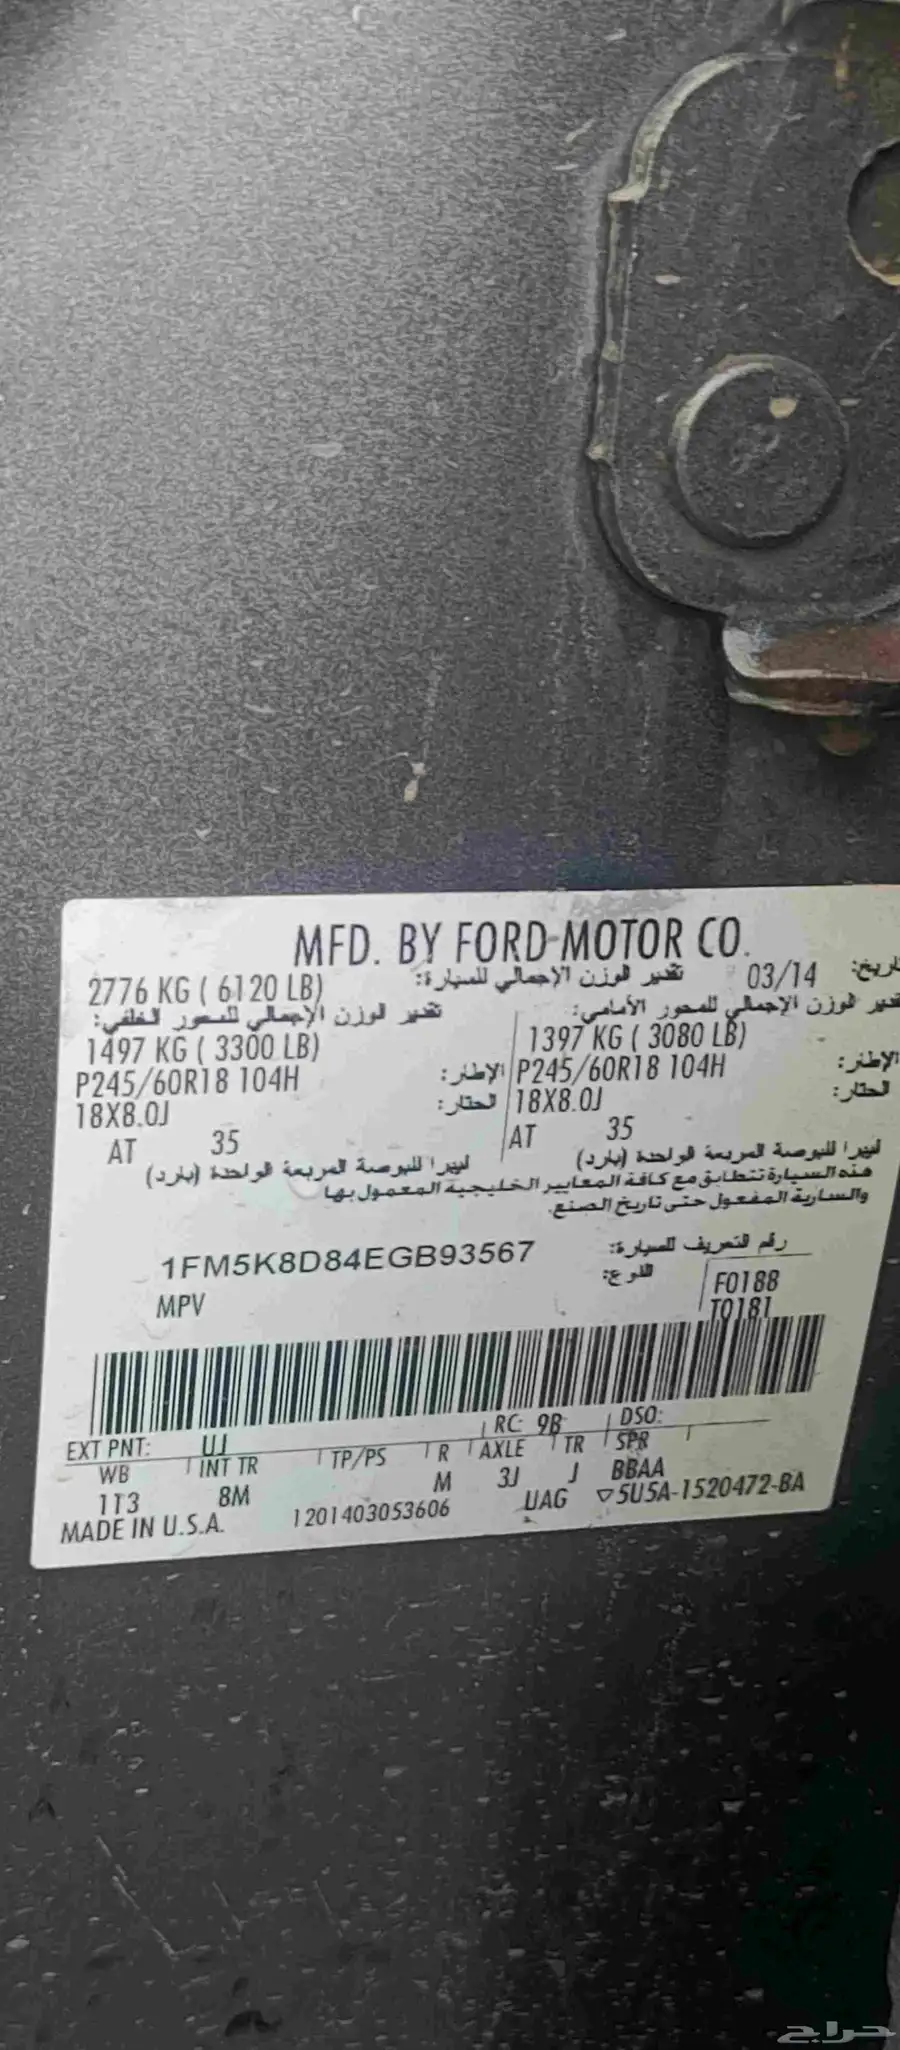 MFD. BY FORD MOTOR CO.
تاريخ: 03/14 تقدير الوزن الإجمالي للسيارة: 2776 KG ( 6120 LB)
تقدير الوزن الإجمالي للمحور الأمامي: تقدير الوزن الإجمالي للمحور الخلفي:
1397 KG ( 3080 LB) 1497 KG ( 3300 LB)
الإطار: P245/60R18 104H الإطار: P245/60R18 104H
الحتار: 18X8.0J الحتار: 18X8.0J
AT 35 AT 35
ليبرا للبوصة المربعة الواحدة (بارد) ليبرا للبوصة المربعة الواحدة (بارد)
هذه السيارة تتطابق مع كافة المعايير الخليجية المعمول بها
والسارية المفعول حتى تاريخ الصنع.
رقم التعريف للسيارة: 1FM5K8D84EGB93567
النوع: MPV
F0188
T0181
EXT PNT: UJ RC: 9B DSO:
WB INT TR TP/PS R AXLE TR SPR
1T3 8M M 3J J BBAA
MADE IN U.S.A. 1201403053606 UAG ▽5U5A-1520472-BA
حراج